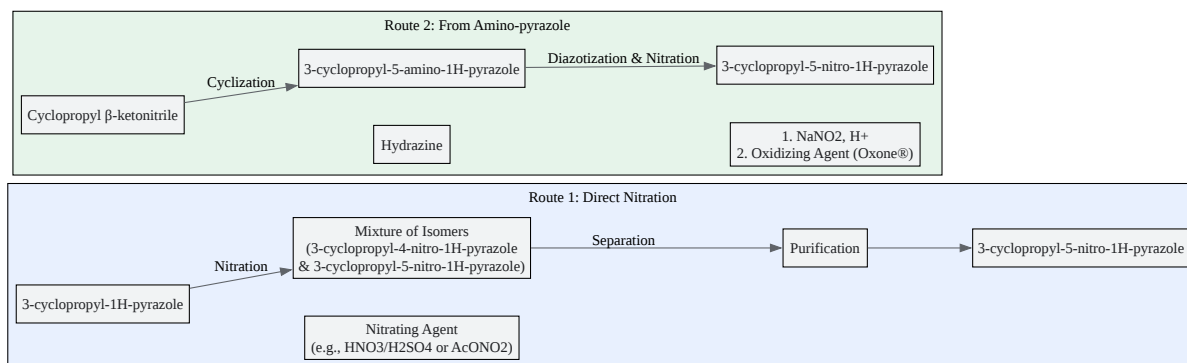 Route 2: From Amino-pyrazole
Cyclopropyl β-ketonitrile
Cyclization
3-cyclopropyl-5-amino-1H-pyrazole
Diazotization & Nitration
3-cyclopropyl-5-nitro-1H-pyrazole
Hydrazine
1. NaNO2, H+
2. Oxidizing Agent (Oxone®)
Route 1: Direct Nitration
3-cyclopropyl-1H-pyrazole
Nitration
Mixture of Isomers
(3-cyclopropyl-4-nitro-1H-pyrazole
& 3-cyclopropyl-5-nitro-1H-pyrazole)
Separation
Purification
3-cyclopropyl-5-nitro-1H-pyrazole
Nitrating Agent
(e.g., HNO3/H2SO4 or AcONO2)